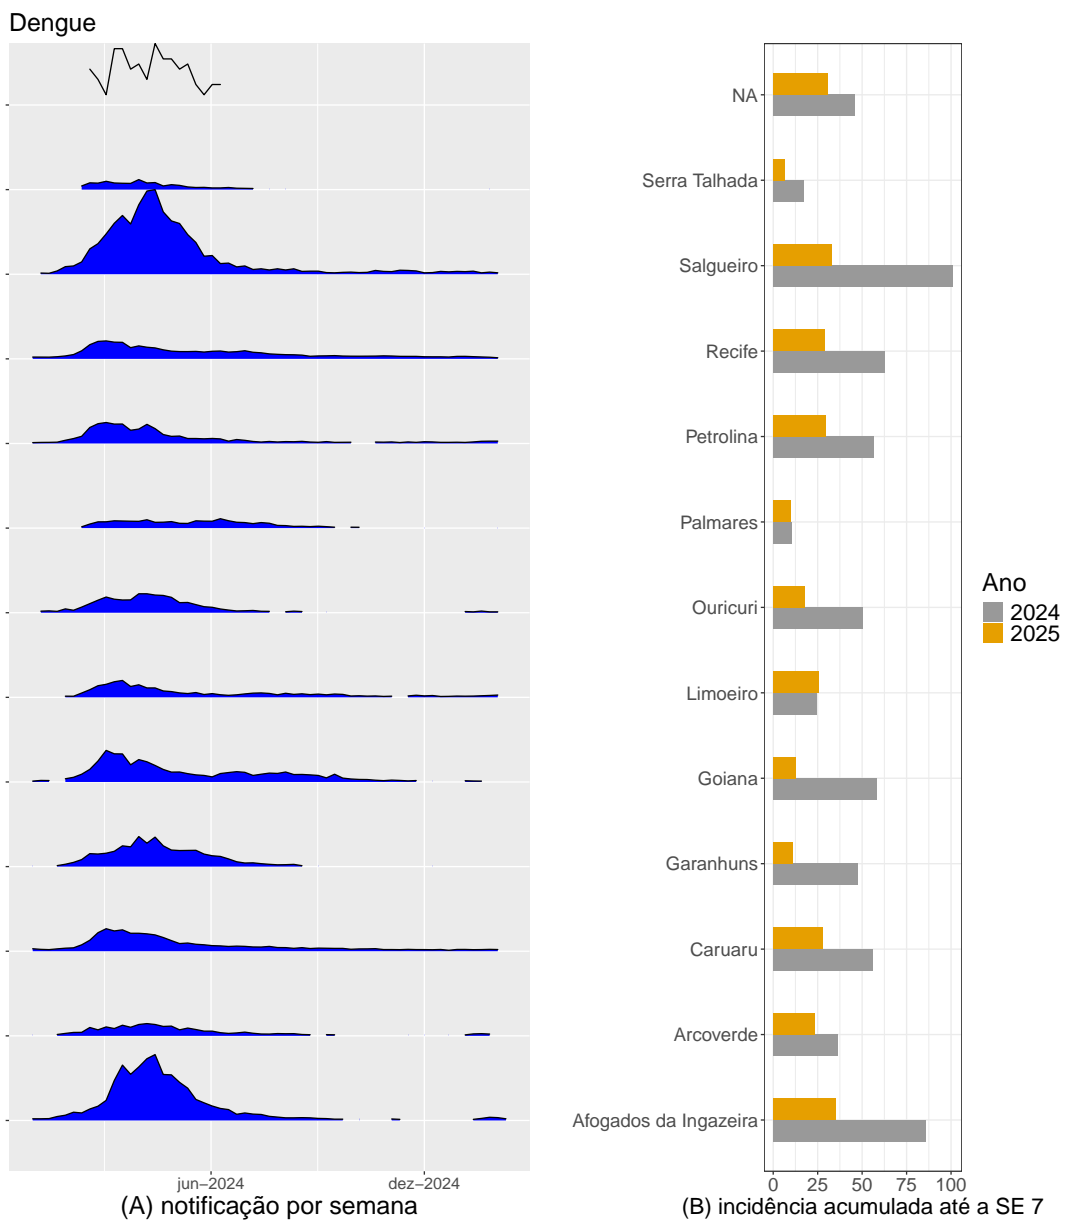 Dengue
NA
Serra Talhada
Salgueiro
Recife
Petrolina
Palmares
Ouricuri
Limoeiro
Goiana
Garanhuns
Caruaru
Arcoverde
Afogados da Ingazeira
Ano
2024
2025
jun–2024 dez–2024
0 25 50 75 100
(A) notificação por semana
(B) incidência acumulada até a SE 7